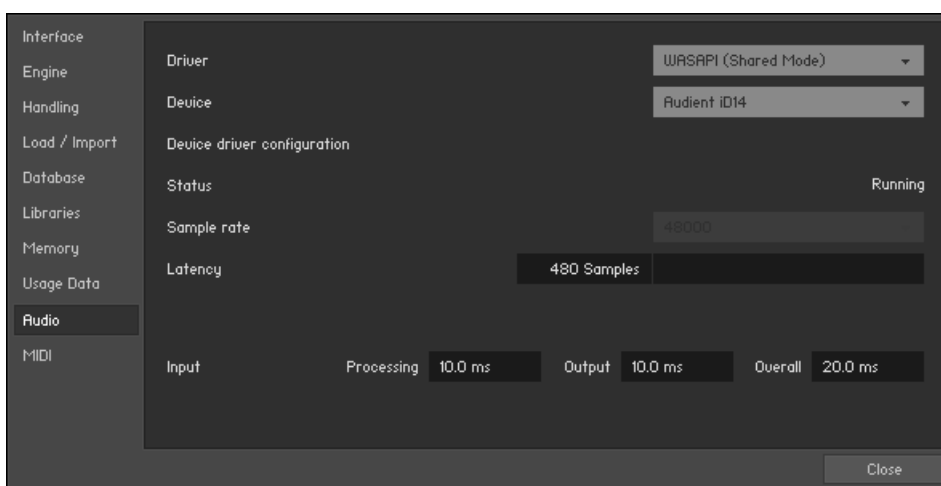 Interface
Engine
Handling
Load / Import
Database
Libraries
Memory
Usage Data
Audio
MIDI
Driver WASAPI (Shared Mode)
Device Audient iD14
Device driver configuration
Status Running
Sample rate 48000
Latency 480 Samples
Input Processing 10.0 ms Output 10.0 ms Overall 20.0 ms
Close